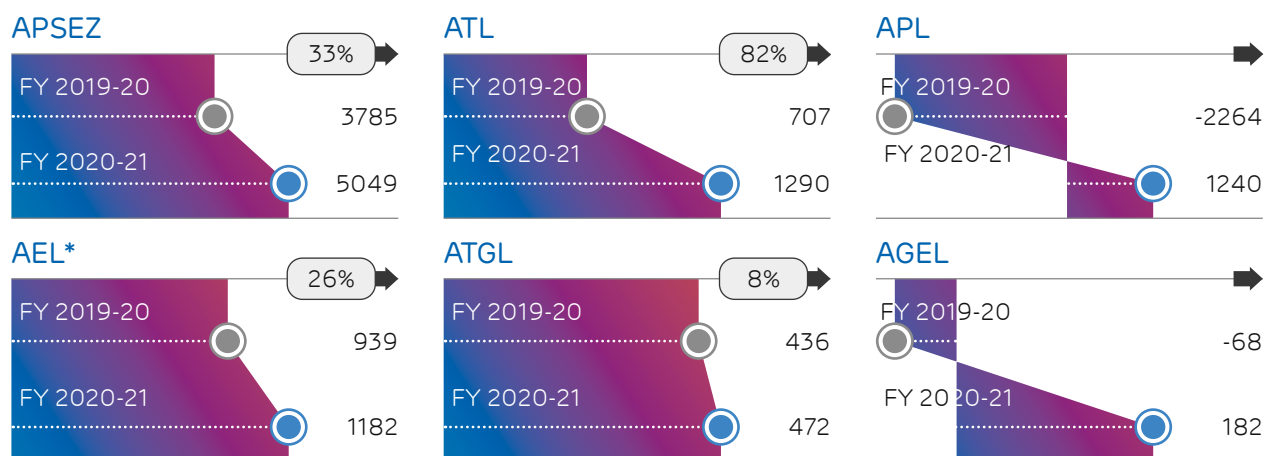 APSEZ
33%
FY 2019-20
3785
FY 2020-21
5049
ATL
82%
FY 2019-20
707
FY 2020-21
1290
APL
FY 2019-20
-2264
FY 2020-21
1240
AEL*
26%
FY 2019-20
939
FY 2020-21
1182
ATGL
8%
FY 2019-20
436
FY 2020-21
472
AGEL
FY 2019-20
-68
FY 2020-21
182